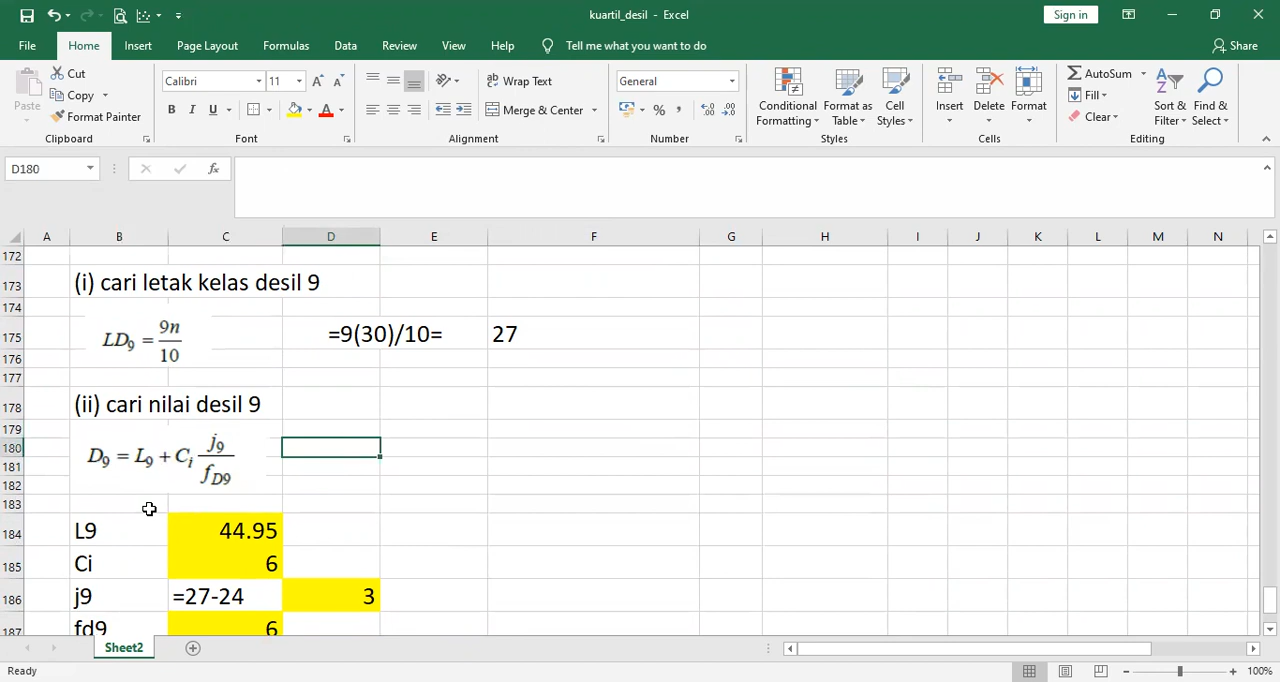 kuartil_desil - Excel
Sign in
File Home Insert Page Layout Formulas Data Review View Help Tell me what you want to do Share
Paste
Cut
Copy
Format Painter
Clipboard
Calibri 11 A A
B I U A
Font
Wrap Text
Merge & Center
Alignment
General
% ,
Number
Conditional Formatting
Format as Table
Cell Styles
Styles
Insert Delete Format
Cells
AutoSum
Fill
Clear
Sort & Filter
Find & Select
Editing
D180 fx
A B C D E F G H I J K L M N
172
173 (i) cari letak kelas desil 9
174
175 LD9 = 9n/10 =9(30)/10= 27
176
177
178 (ii) cari nilai desil 9
179
180 D9 = L9 + Ci j9/fD9
181
182
183
184 L9 44.95
185 Ci 6
186 j9 =27-24 3
187 fd9 6
Sheet2
Ready 100%